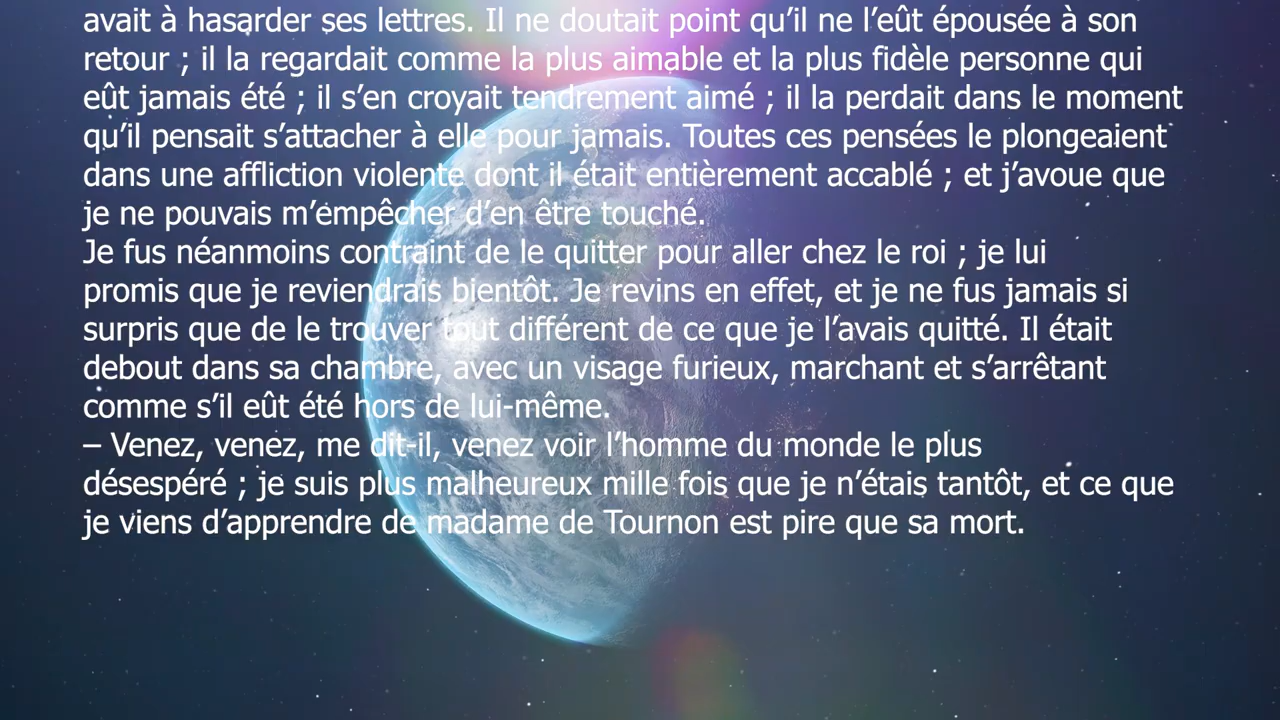 avait à hasarder ses lettres. Il ne doutait point qu’il ne l’eût épousée à son
retour ; il la regardait comme la plus aimable et la plus fidèle personne qui
eût jamais été ; il s’en croyait tendrement aimé ; il la perdait dans le moment
qu’il pensait s’attacher à elle pour jamais. Toutes ces pensées le plongeaient
dans une affliction violente dont il était entièrement accablé ; et j’avoue que
je ne pouvais m’empêcher d’en être touché.
Je fus néanmoins contraint de le quitter pour aller chez le roi ; je lui
promis que je reviendrais bientôt. Je revins en effet, et je ne fus jamais si
surpris que de le trouver tout différent de ce que je l’avais quitté. Il était
debout dans sa chambre, avec un visage furieux, marchant et s’arrêtant
comme s’il eût été hors de lui-même.
– Venez, venez, me dit-il, venez voir l’homme du monde le plus
désespéré ; je suis plus malheureux mille fois que je n’étais tantôt, et ce que
je viens d’apprendre de madame de Tournon est pire que sa mort.